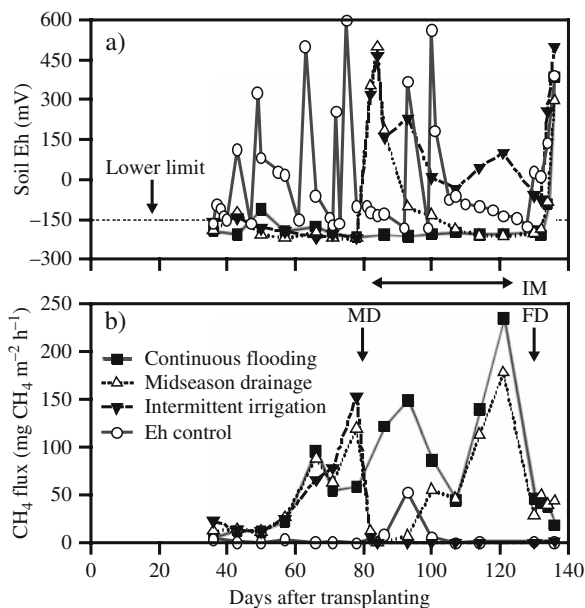 a)
Soil Eh (mV)
600
450
300
150
0
−150
−300
Lower limit
IM
b)
MD
FD
CH4 flux (mg CH4 m−2 h−1)
250
200
150
100
50
0
Continuous flooding
Midseason drainage
Intermittent irrigation
Eh control
0 20 40 60 80 100 120 140
Days after transplanting